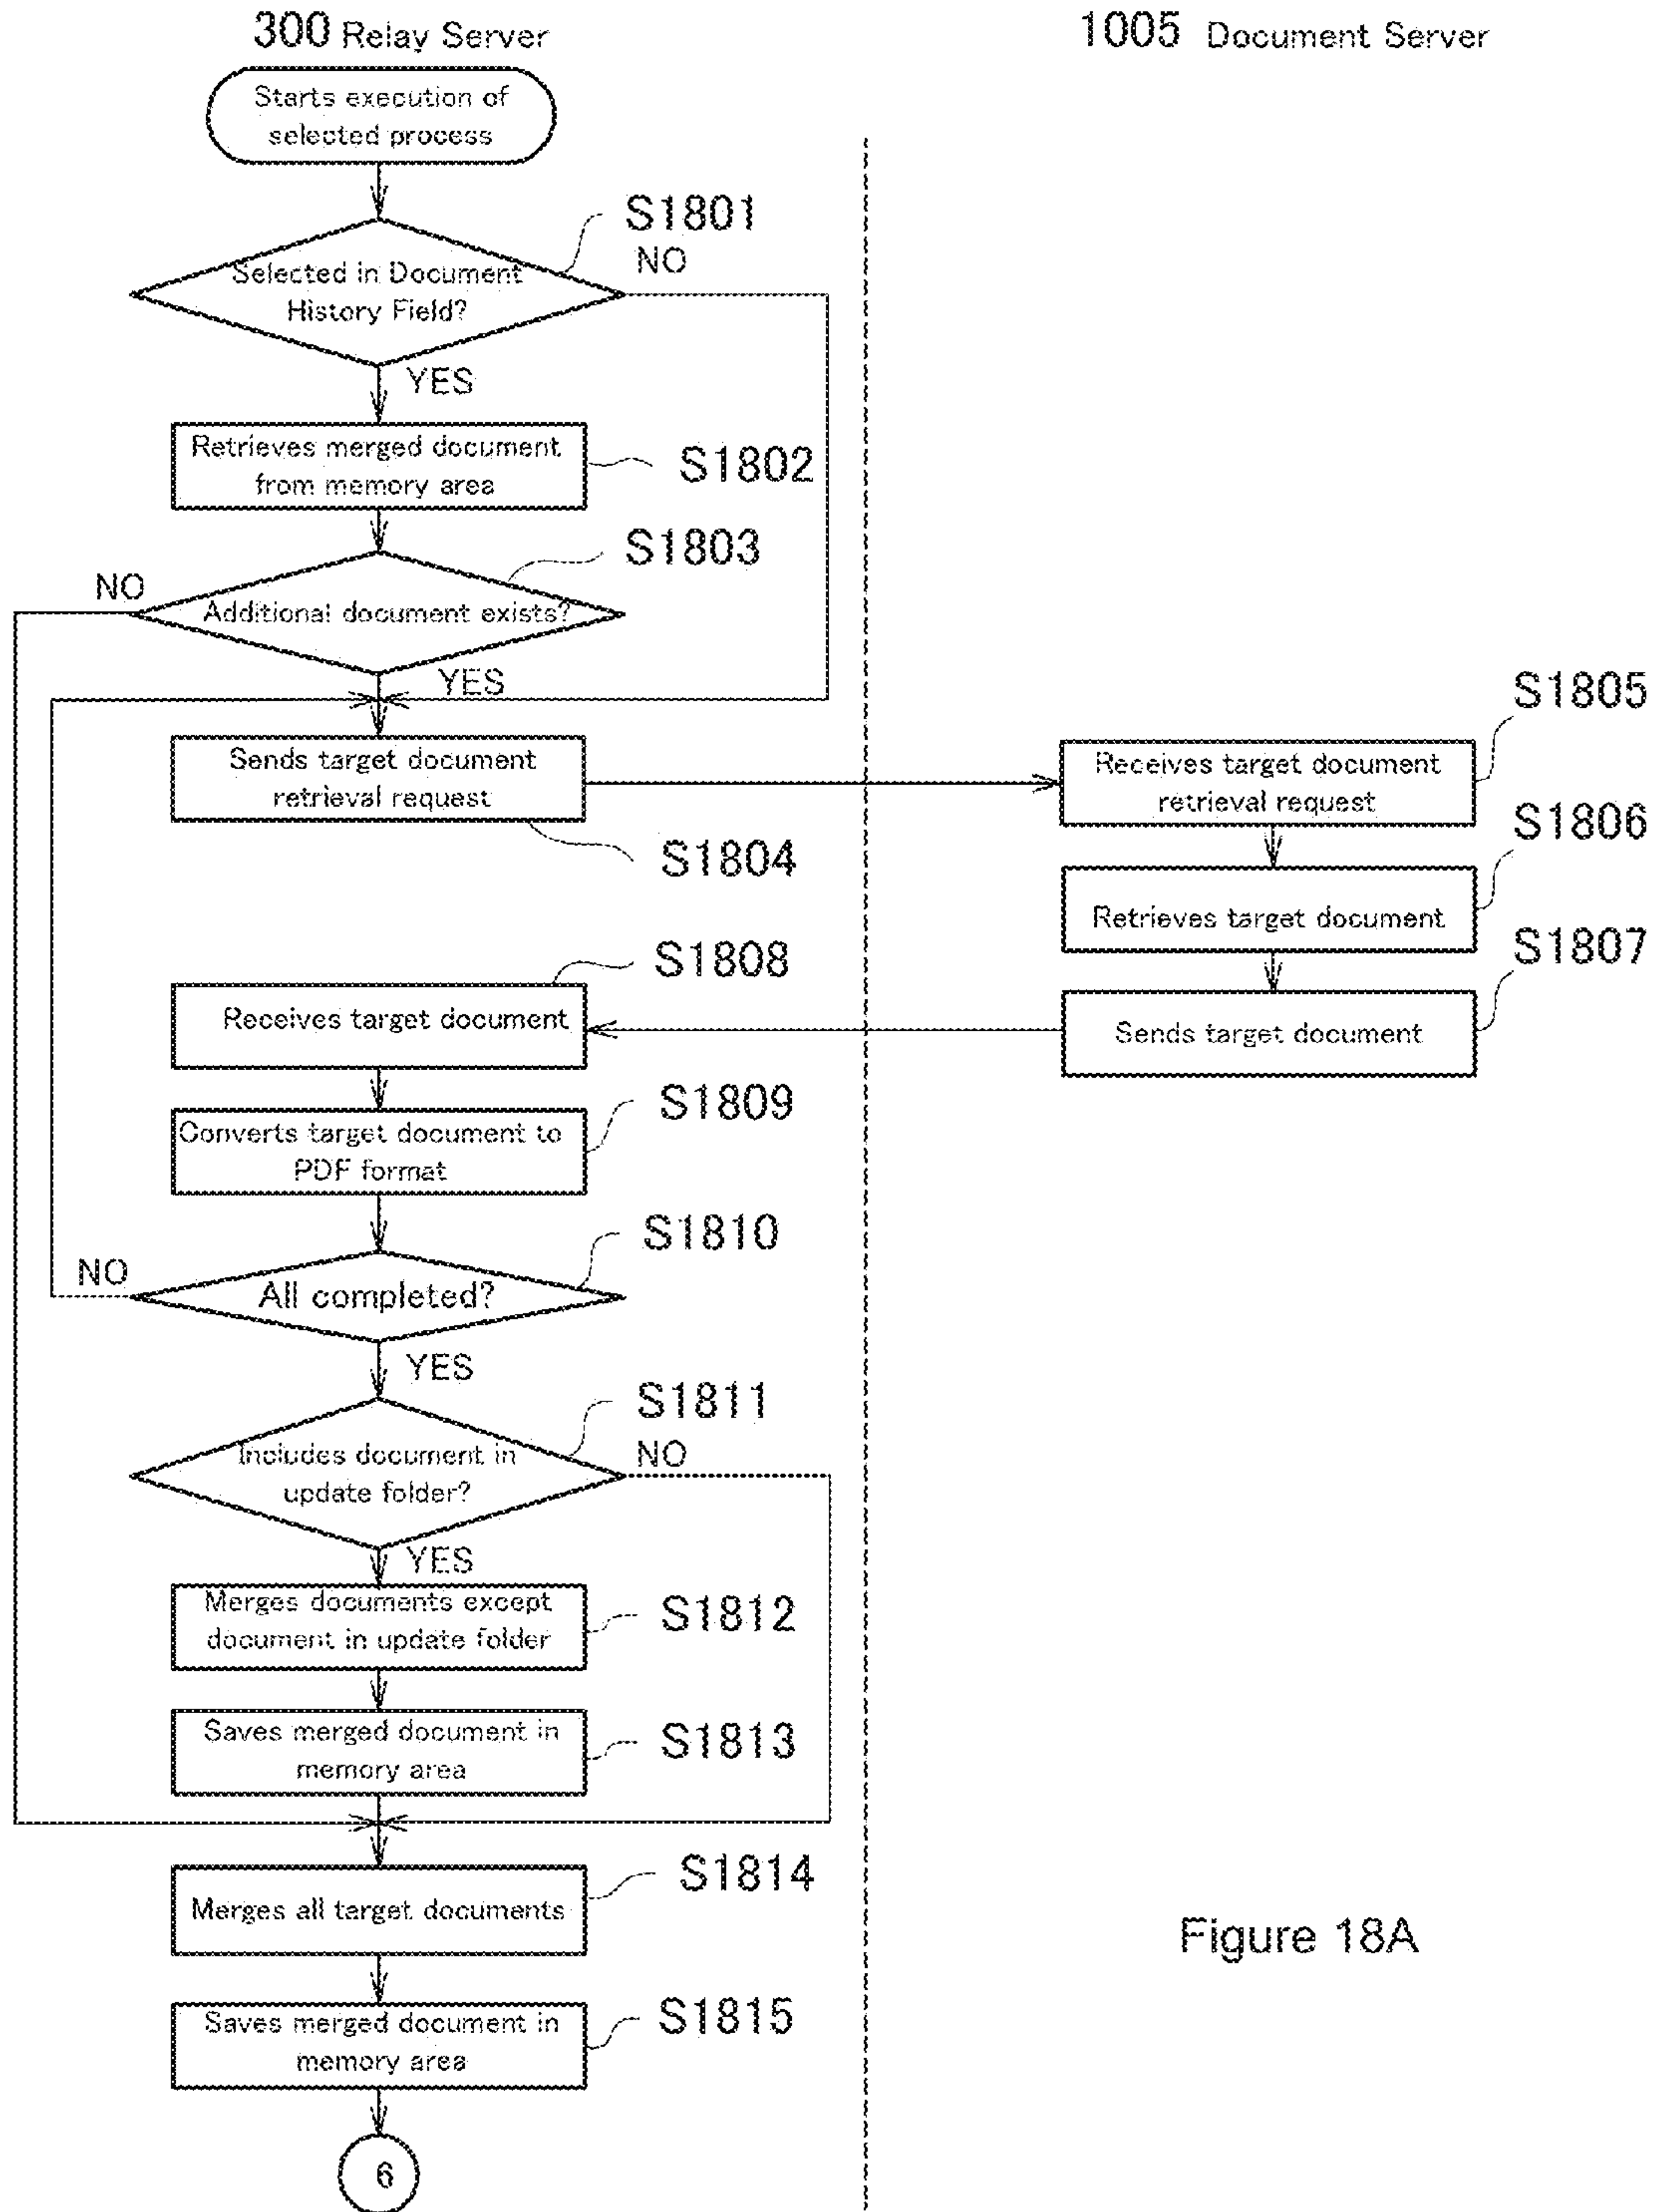 300 Relay Server
1005 Document Server
Starts execution of
selected process
S1801
NO
Selected in Document
History Field?
YES
Retrieves merged document
from memory area
S1802
S1803
NO
Additional document exists?
YES
S1805
Sends target document
retrieval request
Receives target document
retrieval request
S1804
S1806
Retrieves target document
S1807
S1808
Receives target document
Sends target document
S1809
Converts target document to
PDF format
S1810
NO
All completed?
YES
S1811
NO
Includes document in
update folder?
YES
Merges documents except
document in update folder
S1812
Saves merged document in
memory area
S1813
S1814
Merges all target documents
Figure 18A
S1815
Saves merged document in
memory area
6